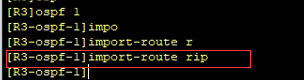 [R3]ospf 1
[R3-ospf-1]impo
[R3-ospf-1]import-route r
[R3-ospf-1]import-route rip
[R3-ospf-1]